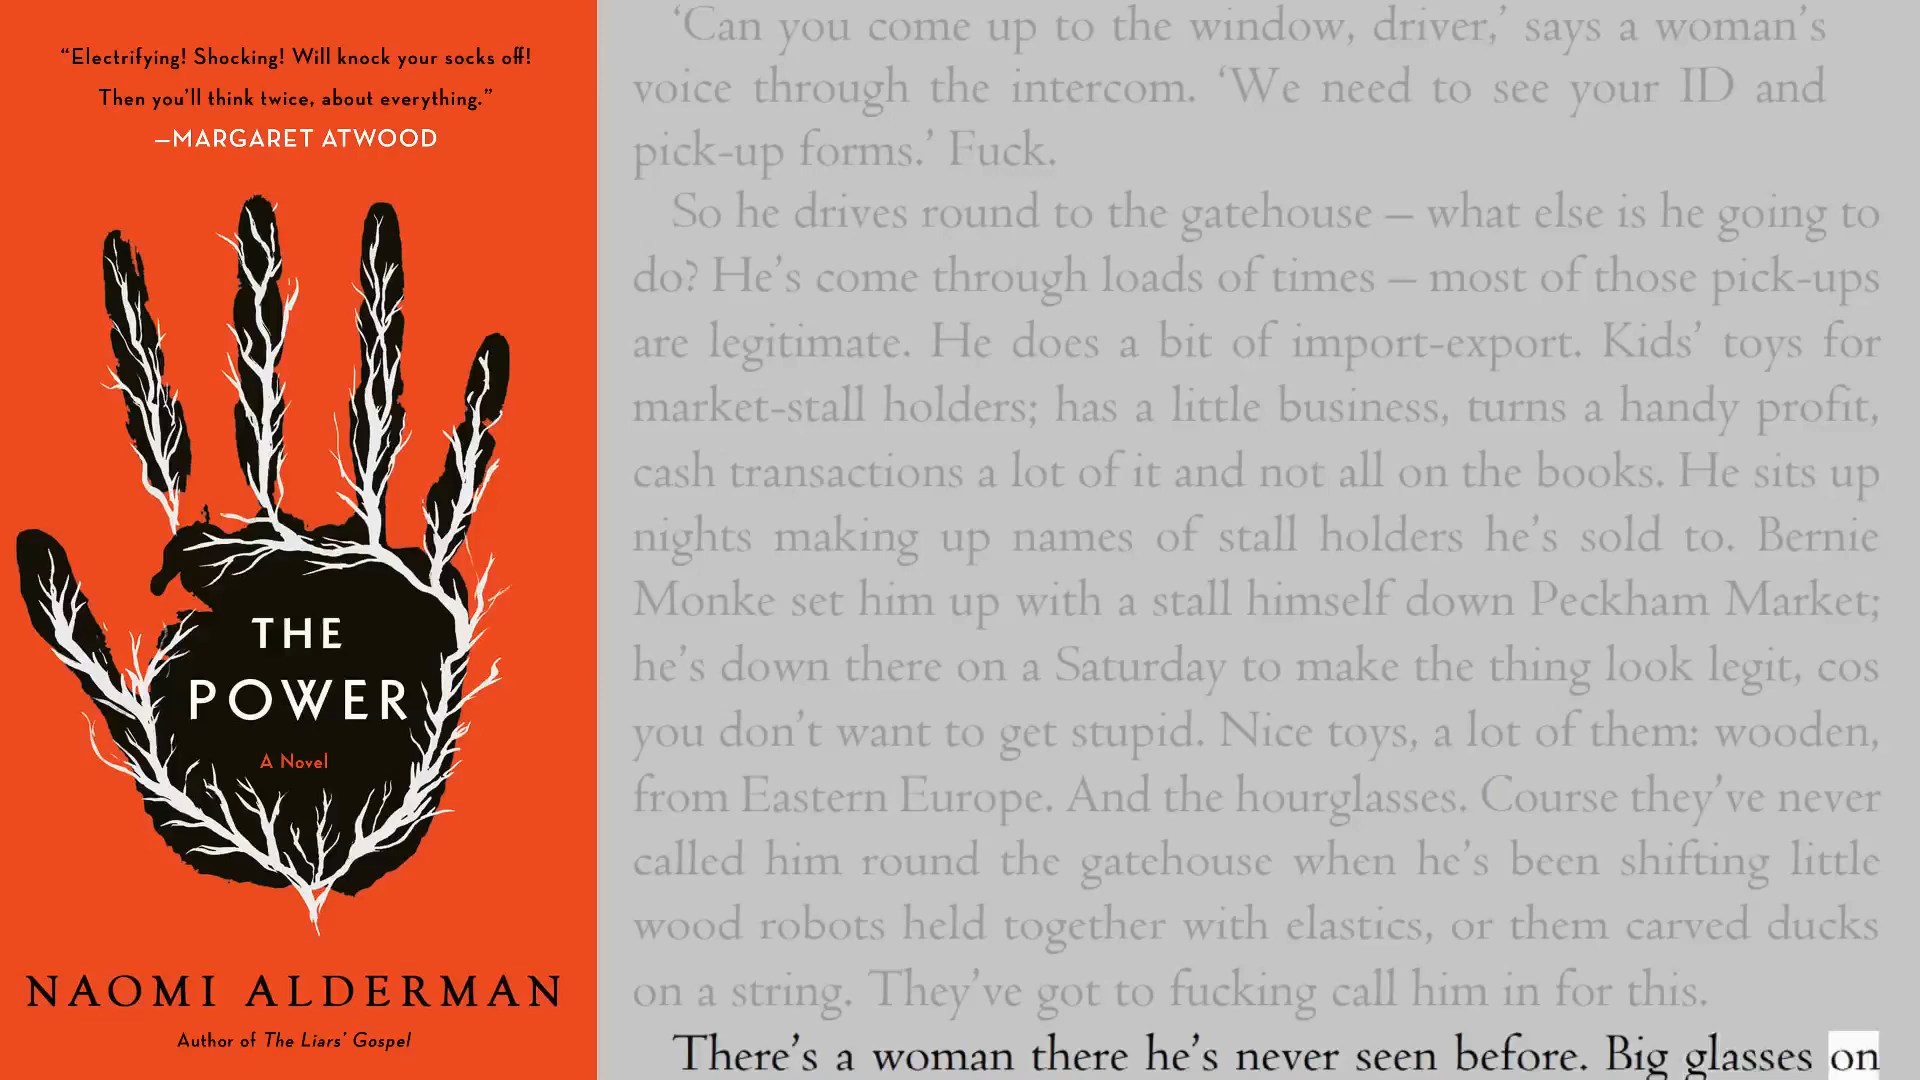 “Electrifying! Shocking! Will knock your socks off!
Then you’ll think twice, about everything.”
—MARGARET ATWOOD
THE
POWER
A Novel
NAOMI ALDERMAN
Author of The Liars’ Gospel
‘Can you come up to the window, driver,’ says a woman’s
voice through the intercom. ‘We need to see your ID and
pick-up forms.’ Fuck.
So he drives round to the gatehouse – what else is he going to
do? He’s come through loads of times – most of those pick-ups
are legitimate. He does a bit of import-export. Kids’ toys for
market-stall holders; has a little business, turns a handy profit,
cash transactions a lot of it and not all on the books. He sits up
nights making up names of stall holders he’s sold to. Bernie
Monke set him up with a stall himself down Peckham Market;
he’s down there on a Saturday to make the thing look legit, cos
you don’t want to get stupid. Nice toys, a lot of them: wooden,
from Eastern Europe. And the hourglasses. Course they’ve never
called him round the gatehouse when he’s been shifting little
wood robots held together with elastics, or them carved ducks
on a string. They’ve got to fucking call him in for this.
There’s a woman there he’s never seen before. Big glasses on